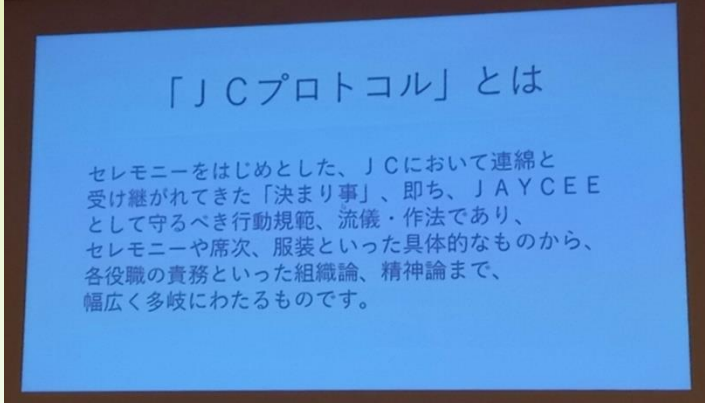 「ＪＣプロトコル」とは
セレモニーをはじめとした、ＪＣにおいて連綿と
受け継がれてきた「決まり事」、即ち、ＪＡＹＣＥＥ
として守るべき行動規範、流儀・作法であり、
セレモニーや席次、服装といった具体的なものから、
各役職の責務といった組織論、精神論まで、
幅広く多岐にわたるものです。